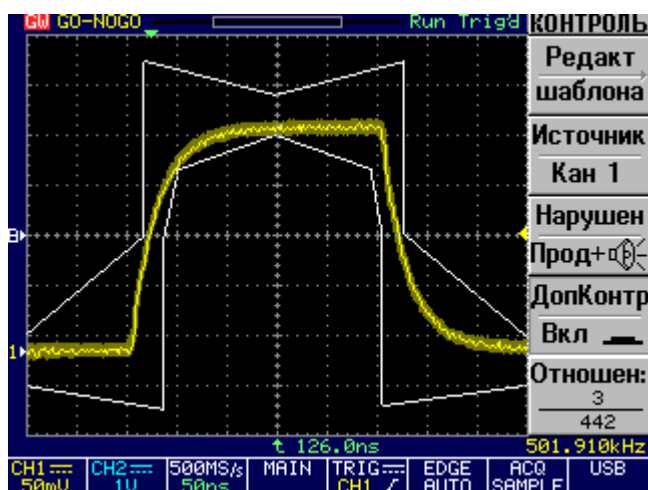 GW GO-NOGO Run Trig'd КОНТРОЛЬ
Редакт
шаблона
Источник
Кан 1
Нарушен
Прод+
ДопКонтр
Вкл
Отношен:
3
442
B
1
126.0ns 501.910kHz
CH1 CH2 500MS/s MAIN TRIG EDGE ACQ USB
50mV 1V 50ns CH1 AUTO SAMPLE